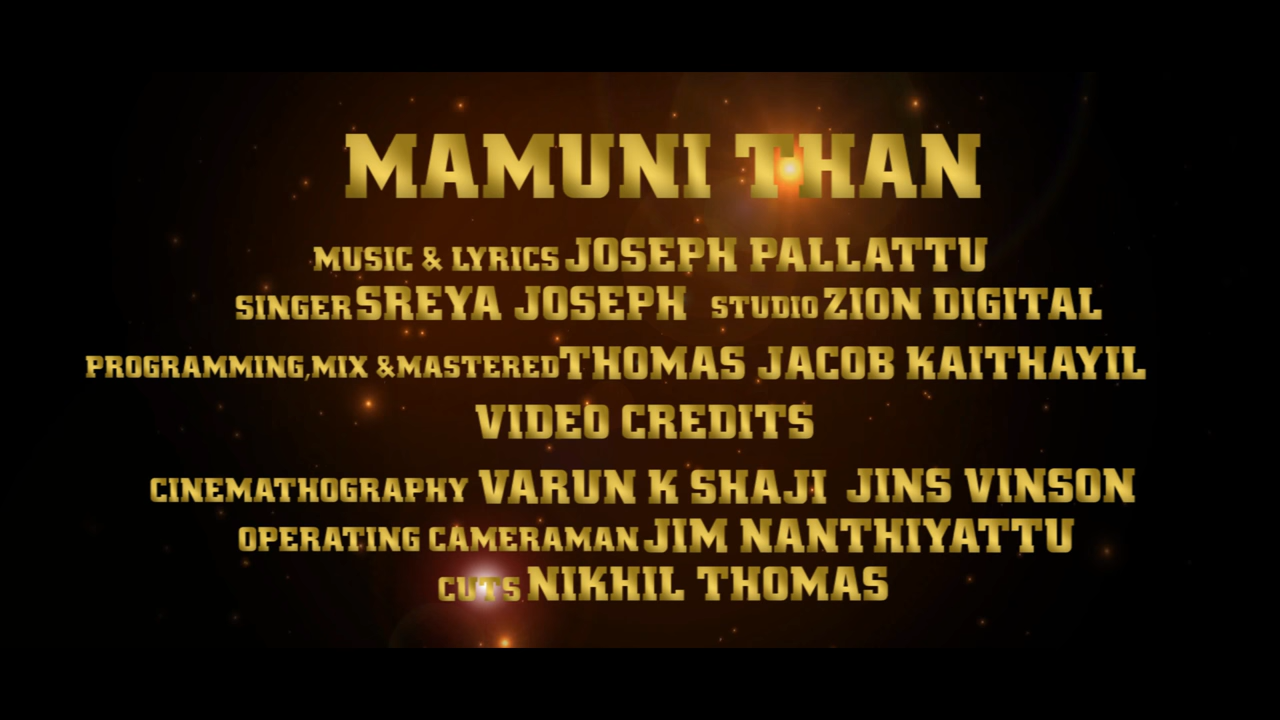 MAMUNI THAN
MUSIC & LYRICS JOSEPH PALLATTU
SINGER SREYA JOSEPH STUDIO ZION DIGITAL
PROGRAMMING,MIX &MASTERED THOMAS JACOB KAITHAYIL
VIDEO CREDITS
CINEMATHOGRAPHY VARUN K SHAJI JINS VINSON
OPERATING CAMERAMAN JIM NANTHIYATTU
CUTS NIKHIL THOMAS